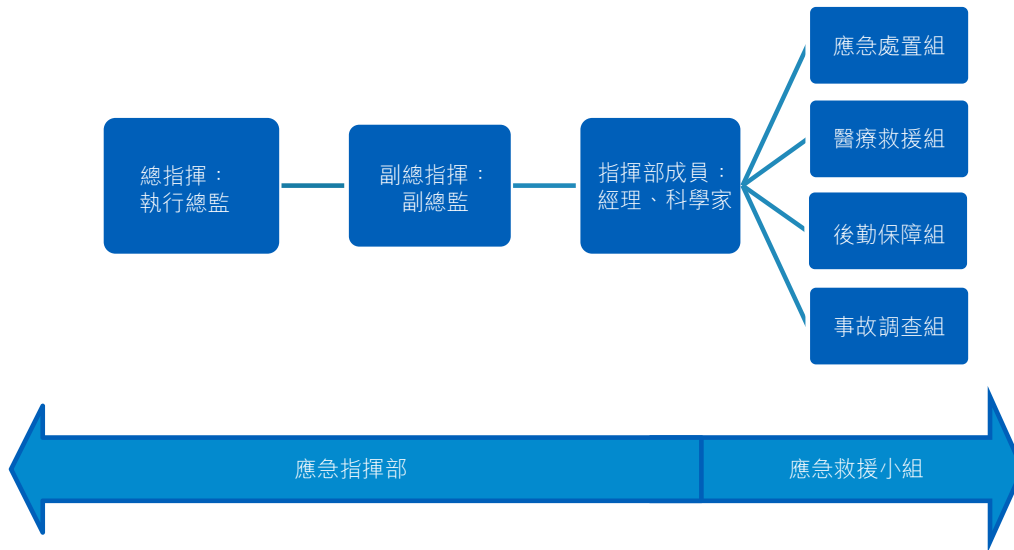 總指揮：
執行總監
副總指揮：
副總監
指揮部成員：
經理、科學家
應急處置組
醫療救援組
後勤保障組
事故調查組
應急指揮部
應急救援小組